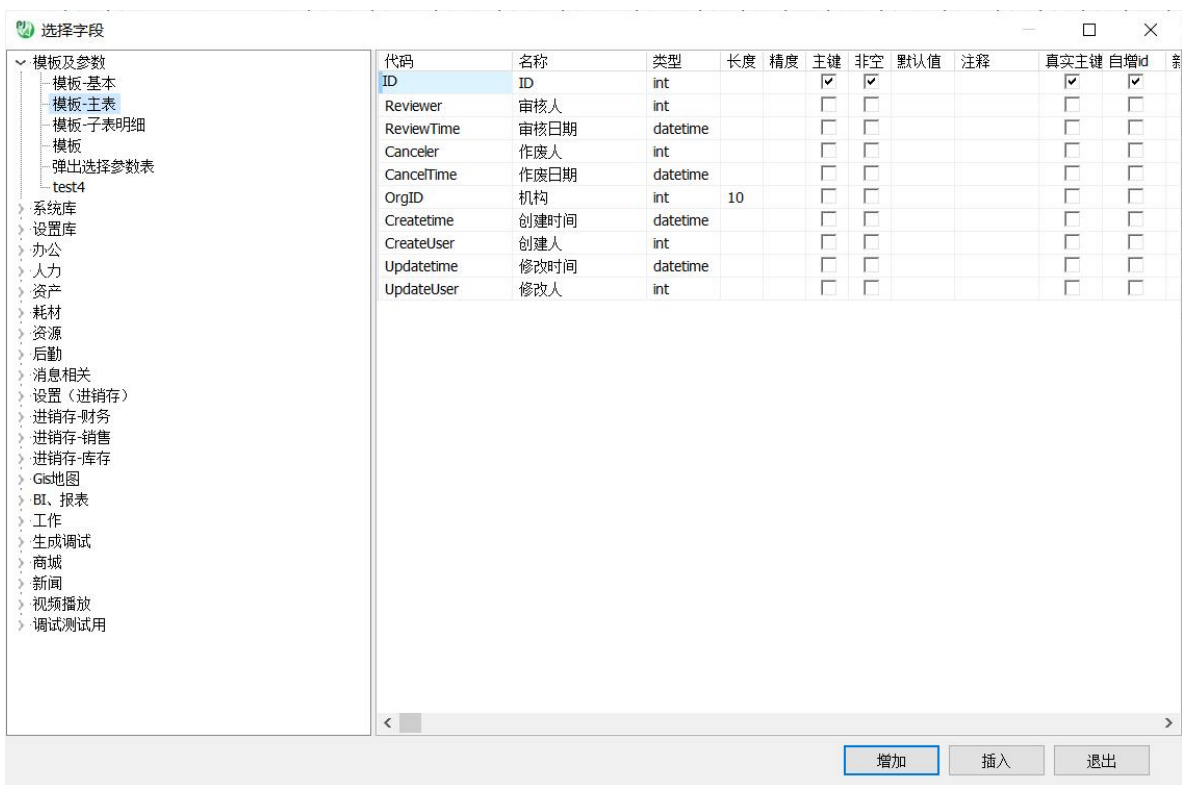 选择字段
模板及参数
模板-基本
模板-主表
模板-子表明细
模板
弹出选择参数表
test4
系统库
设置库
办公
人力
资产
耗材
资源
后勤
消息相关
设置（进销存）
进销存-财务
进销存-销售
进销存-库存
Gis地图
BI、报表
工作
生成调试
商城
新闻
视频播放
调试测试用
代码 名称 类型 长度 精度 主键 非空 默认值 注释 真实主键 自增id
ID ID int
Reviewer 审核人 int
ReviewTime 审核日期 datetime
Canceler 作废人 int
CancelTime 作废日期 datetime
OrgID 机构 int 10
Createtime 创建时间 datetime
CreateUser 创建人 int
Updatetime 修改时间 datetime
UpdateUser 修改人 int
增加 插入 退出